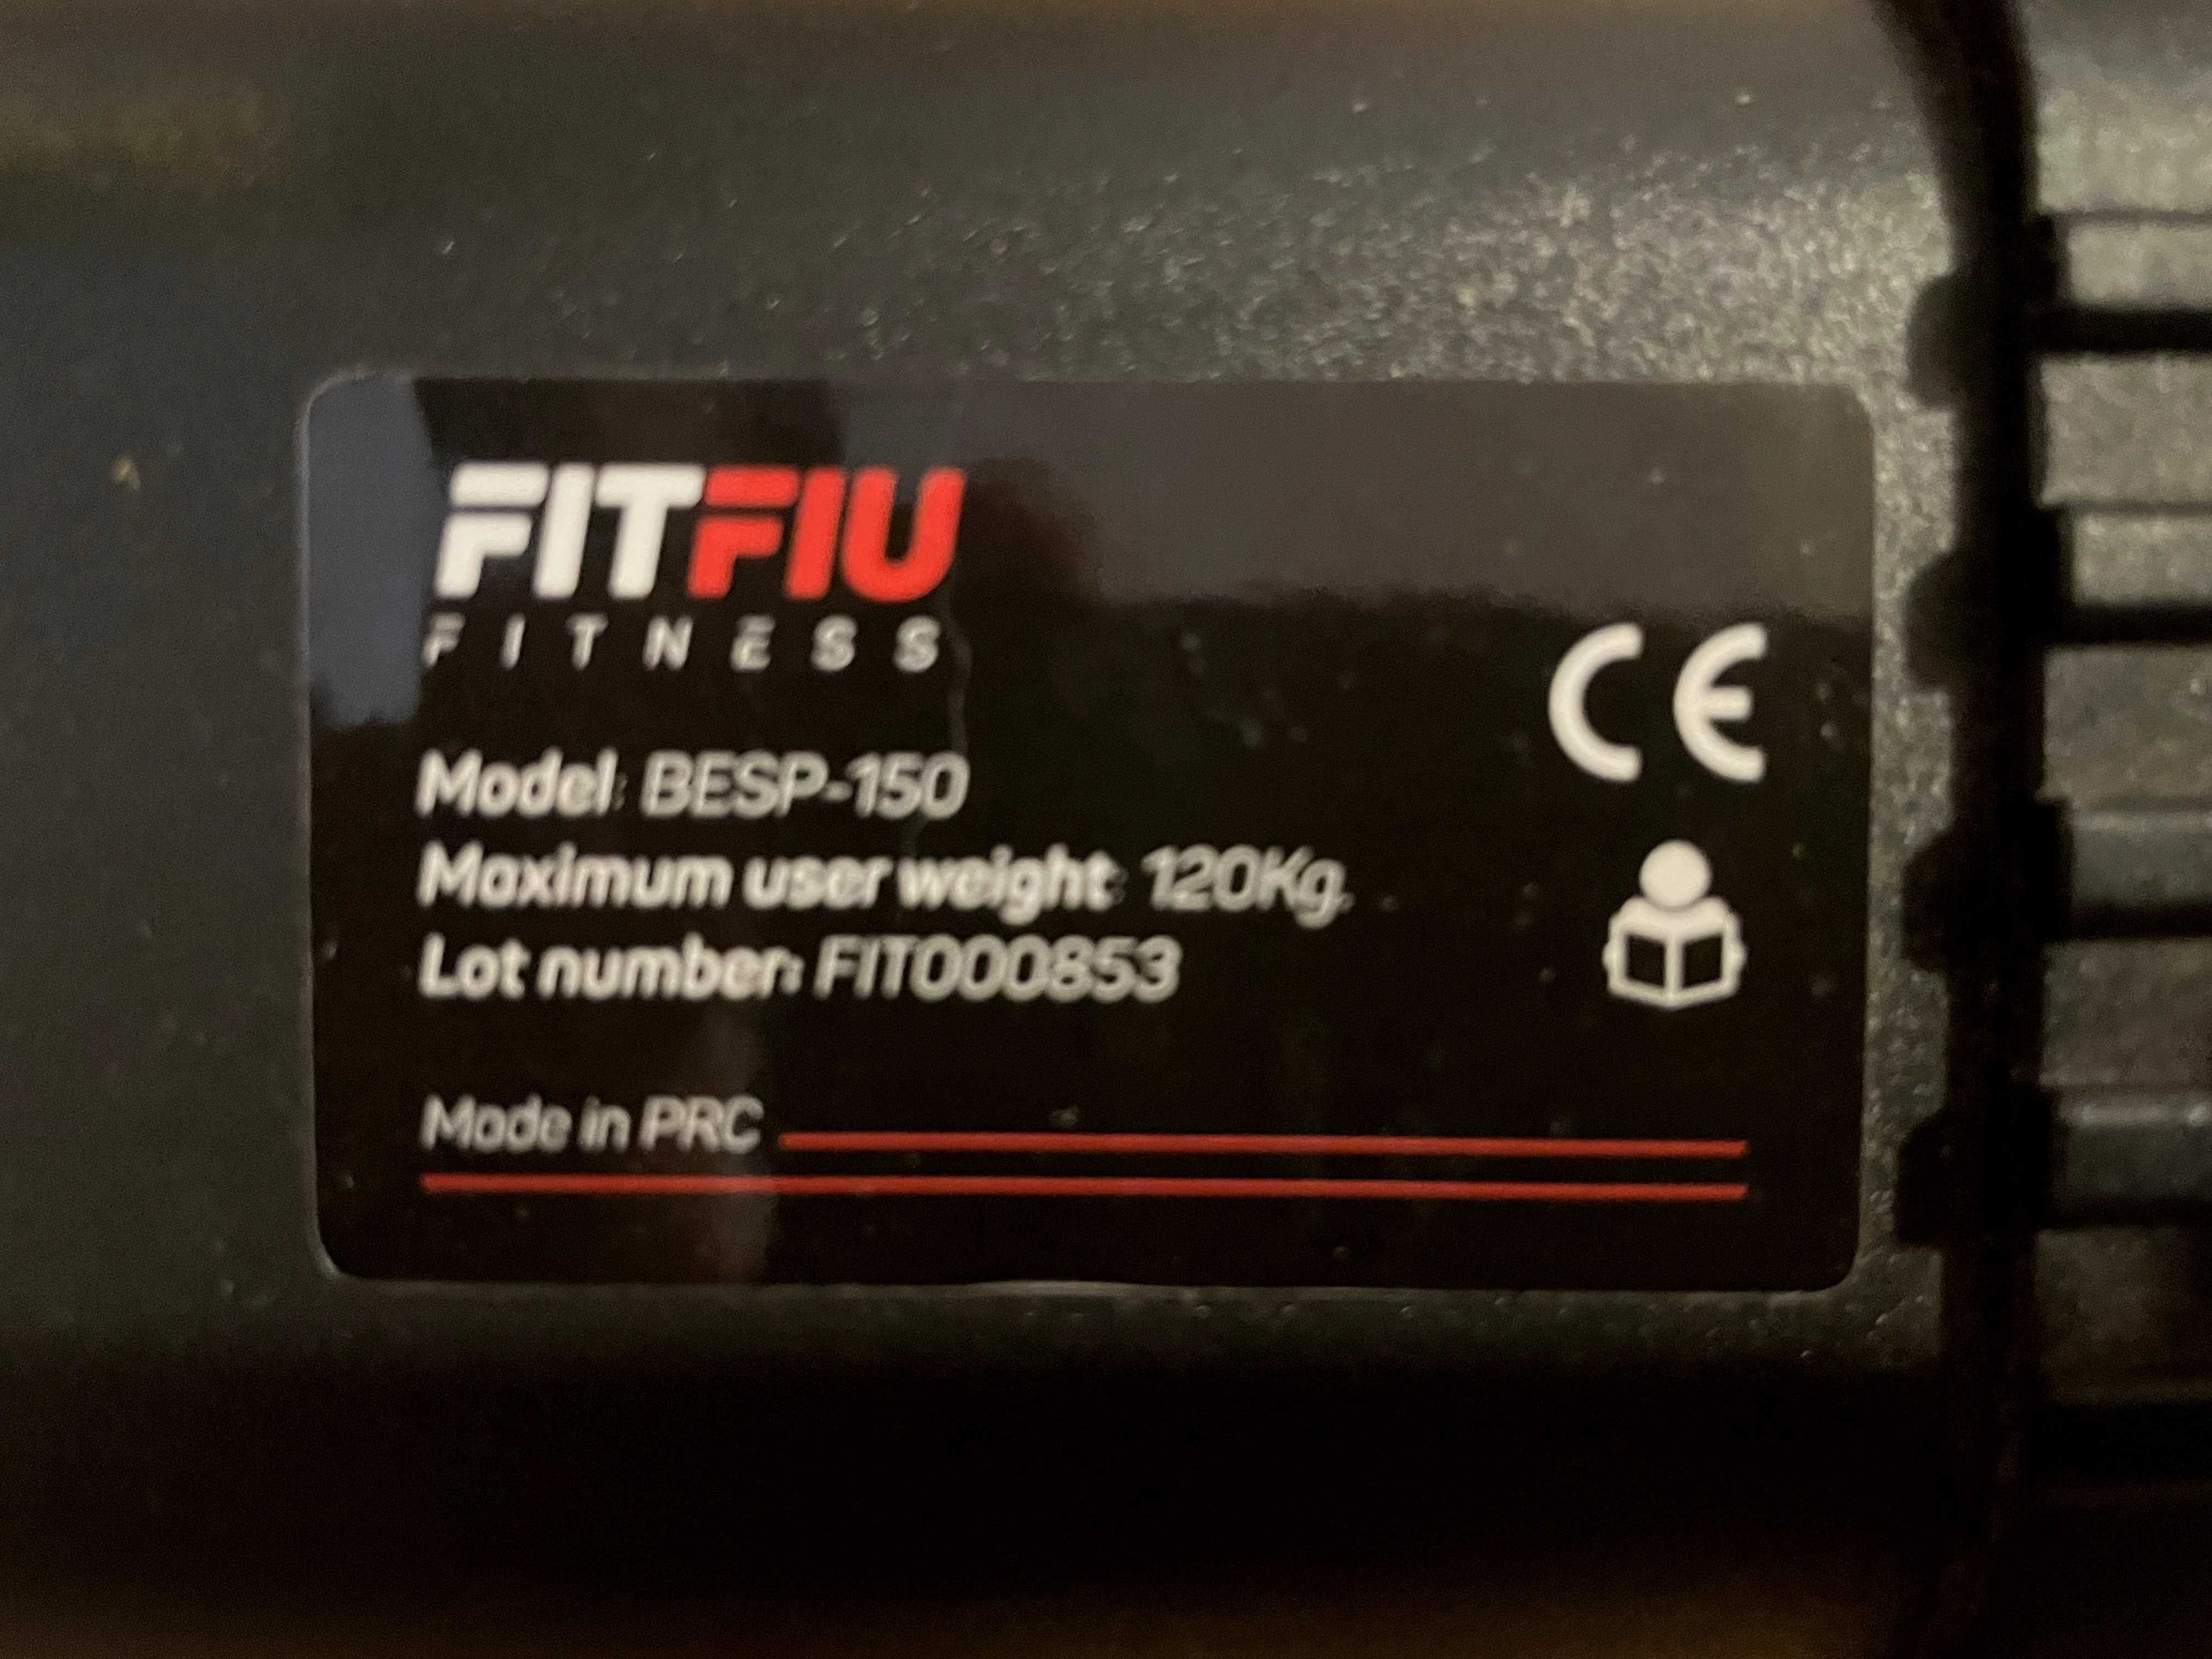 FITFIU
FITNESS
CE
Model: BESP-150
Maximum user weight: 120Kg.
Lot number: FIT000853
Made in PRC